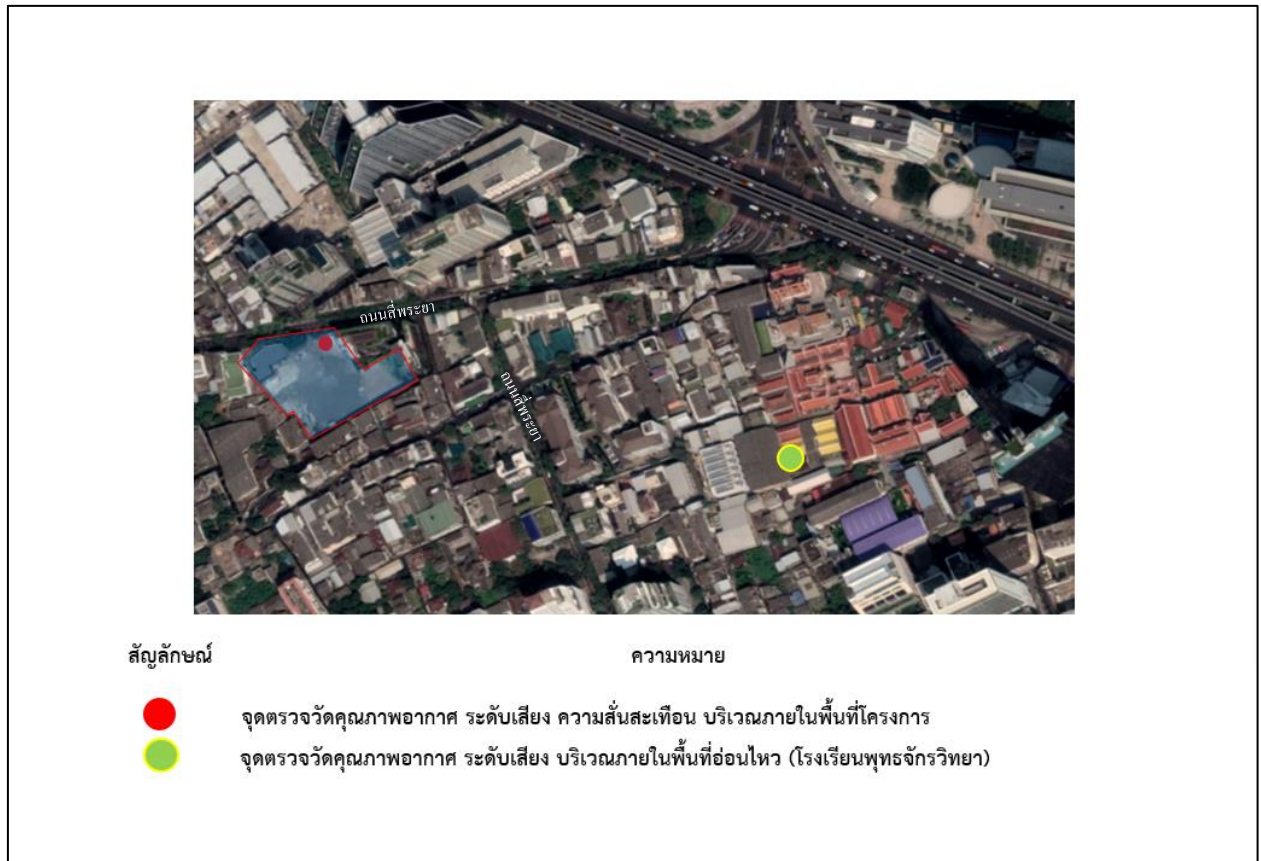 ถนนสี่พระยา
ถนนสี่พระยา
สัญลักษณ์ ความหมาย
จุดตรวจวัดคุณภาพอากาศ ระดับเสียง ความสั่นสะเทือน บริเวณภายในพื้นที่โครงการ
จุดตรวจวัดคุณภาพอากาศ ระดับเสียง บริเวณภายในพื้นที่อ่อนไหว (โรงเรียนพุทธจักรวิทยา)